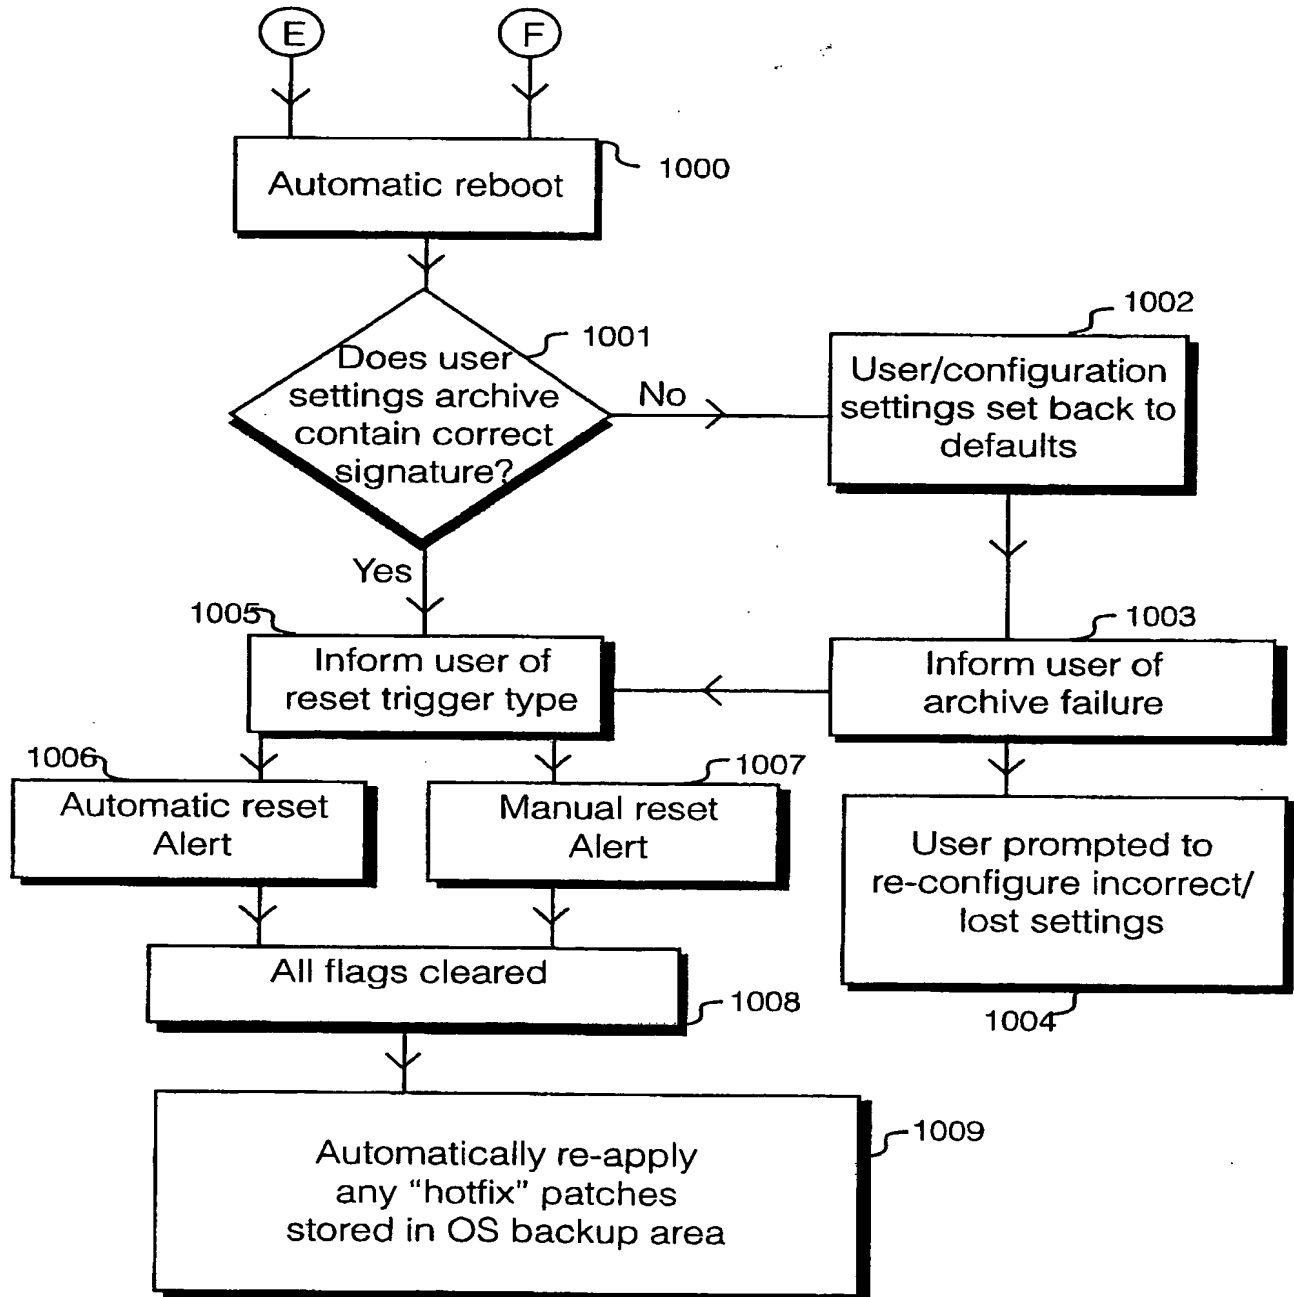 E
F
1000
Automatic reboot
1001
Does user
settings archive
contain correct
signature?
No
Yes
1002
User/configuration
settings set back to
defaults
1003
Inform user of
archive failure
1005
Inform user of
reset trigger type
1006
Automatic reset
Alert
1007
Manual reset
Alert
User prompted to
re-configure incorrect/
lost settings
1004
All flags cleared
1008
1009
Automatically re-apply
any “hotfix” patches
stored in OS backup area